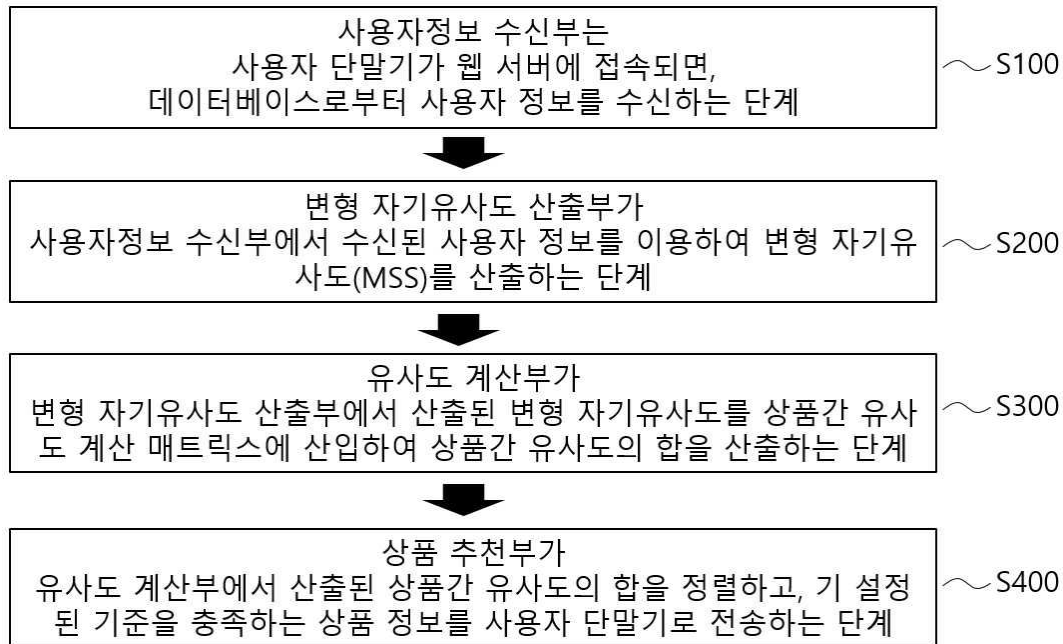 사용자정보 수신부는
사용자 단말기가 웹 서버에 접속되면,
데이터베이스로부터 사용자 정보를 수신하는 단계
S100
변형 자기유사도 산출부가
사용자정보 수신부에서 수신된 사용자 정보를 이용하여 변형 자기유
사도(MSS)를 산출하는 단계
S200
유사도 계산부가
변형 자기유사도 산출부에서 산출된 변형 자기유사도를 상품간 유사
도 계산 매트릭스에 산입하여 상품간 유사도의 합을 산출하는 단계
S300
상품 추천부가
유사도 계산부에서 산출된 상품간 유사도의 합을 정렬하고, 기 설정
된 기준을 충족하는 상품 정보를 사용자 단말기로 전송하는 단계
S400